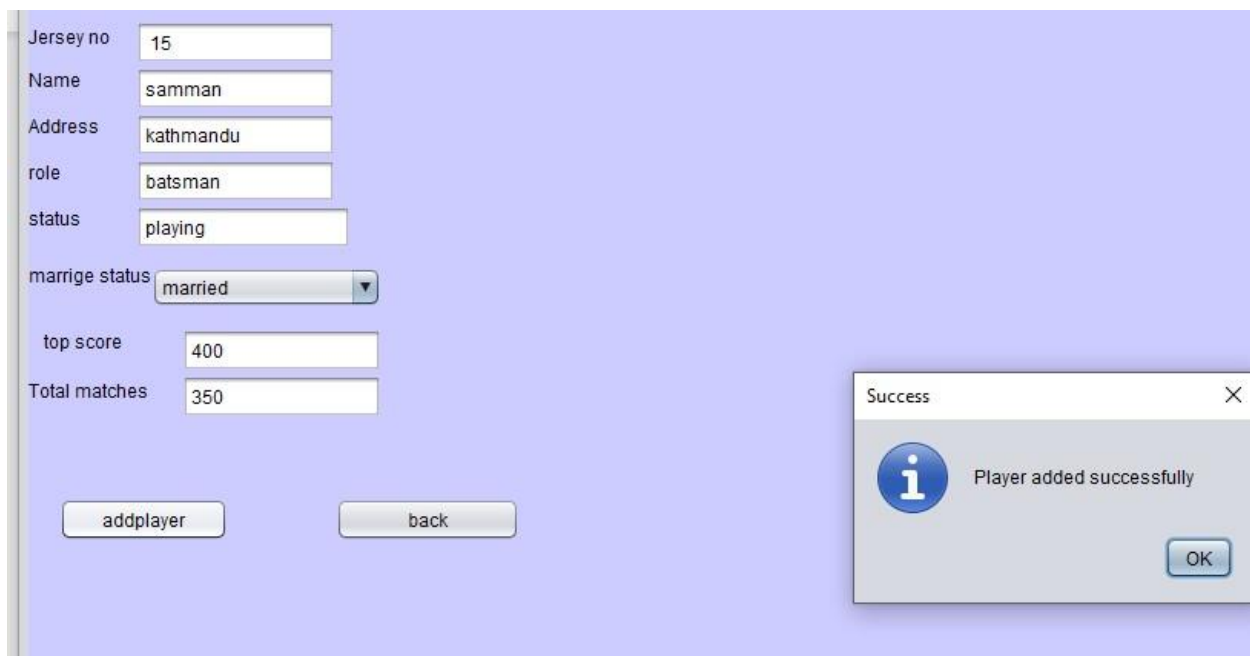 Jersey no 15
Name samman
Address kathmandu
role batsman
status playing
marrige status married
top score 400
Total matches 350
addplayer back
Success
Player added successfully
OK